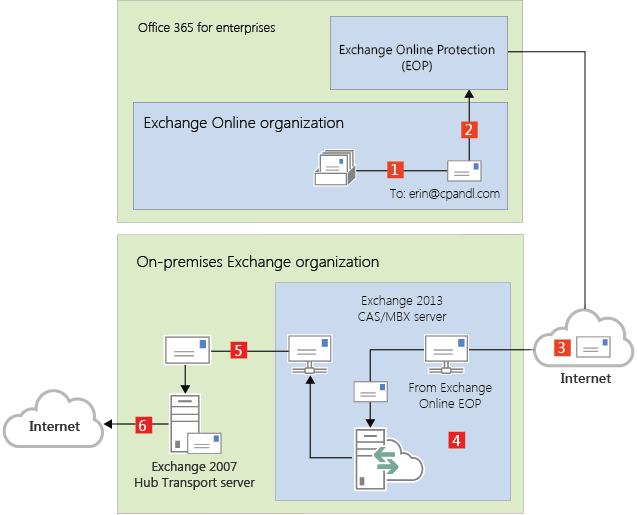 Office 365 for enterprises
Exchange Online Protection
(EOP)
Exchange Online organization
2
1
To: erin@cpandl.com
On-premises Exchange organization
Exchange 2013
CAS/MBX server
3
Internet
5
From Exchange
Online EOP
4
6
Internet
Exchange 2007
Hub Transport server